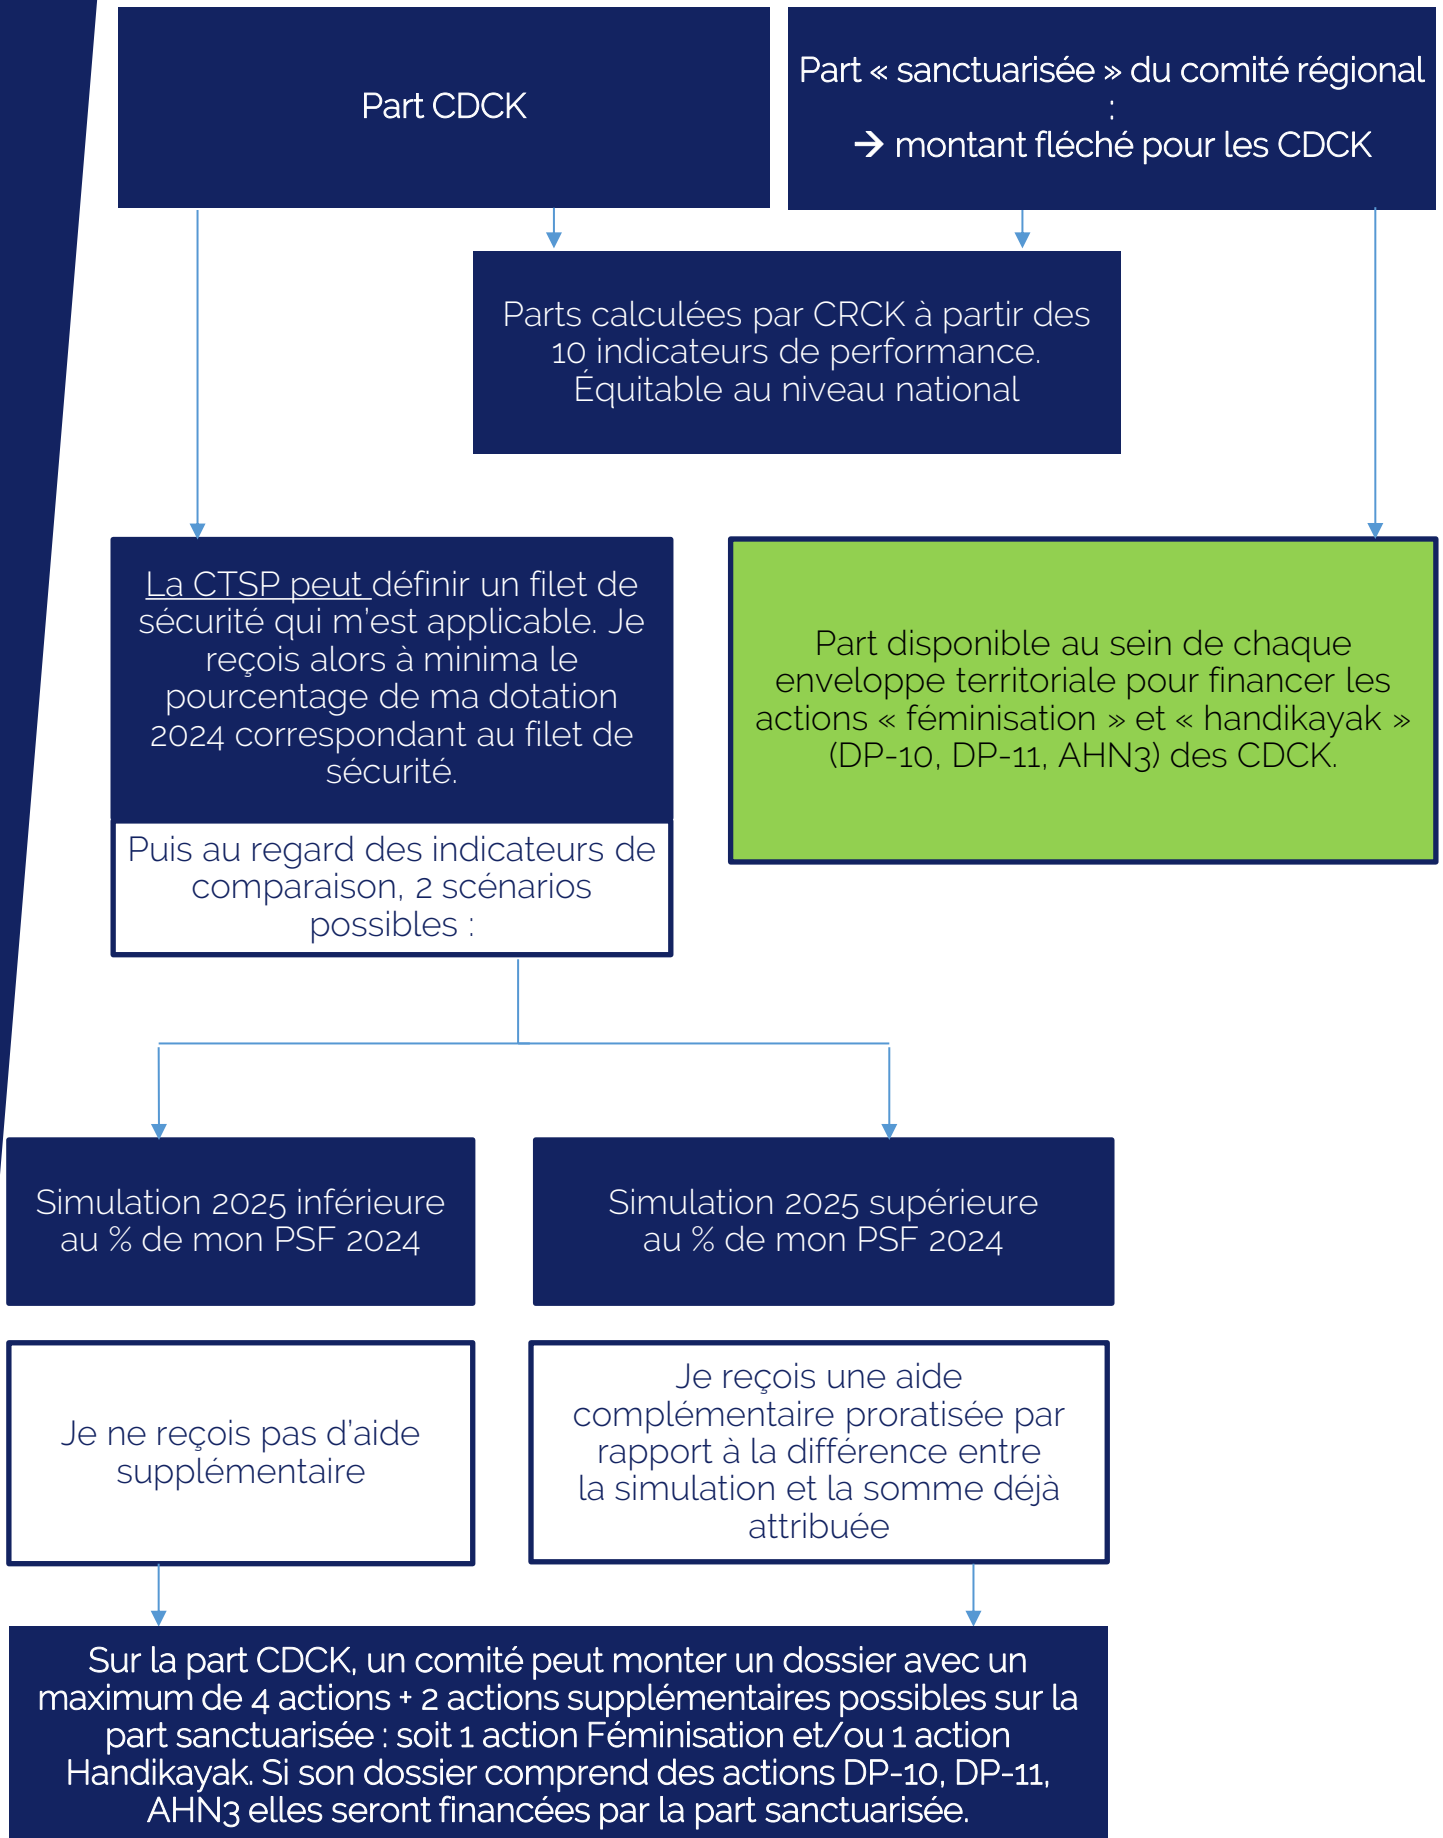 Part CDCK
Part « sanctuarisée » du comité régional
:
→ montant fléché pour les CDCK
Parts calculées par CRCK à partir des
10 indicateurs de performance.
Équitable au niveau national
La CTSP peut définir un filet de
sécurité qui m’est applicable. Je
reçois alors à minima le
pourcentage de ma dotation
2024 correspondant au filet de
sécurité.
Part disponible au sein de chaque
enveloppe territoriale pour financer les
actions « féminisation » et « handikayak »
(DP-10, DP-11, AHN3) des CDCK.
Puis au regard des indicateurs de
comparaison, 2 scénarios
possibles :
Simulation 2025 inférieure
au % de mon PSF 2024
Simulation 2025 supérieure
au % de mon PSF 2024
Je ne reçois pas d’aide
supplémentaire
Je reçois une aide
complémentaire proratisée par
rapport à la différence entre
la simulation et la somme déjà
attribuée
Sur la part CDCK, un comité peut monter un dossier avec un
maximum de 4 actions + 2 actions supplémentaires possibles sur la
part sanctuarisée : soit 1 action Féminisation et/ou 1 action
Handikayak. Si son dossier comprend des actions DP-10, DP-11,
AHN3 elles seront financées par la part sanctuarisée.